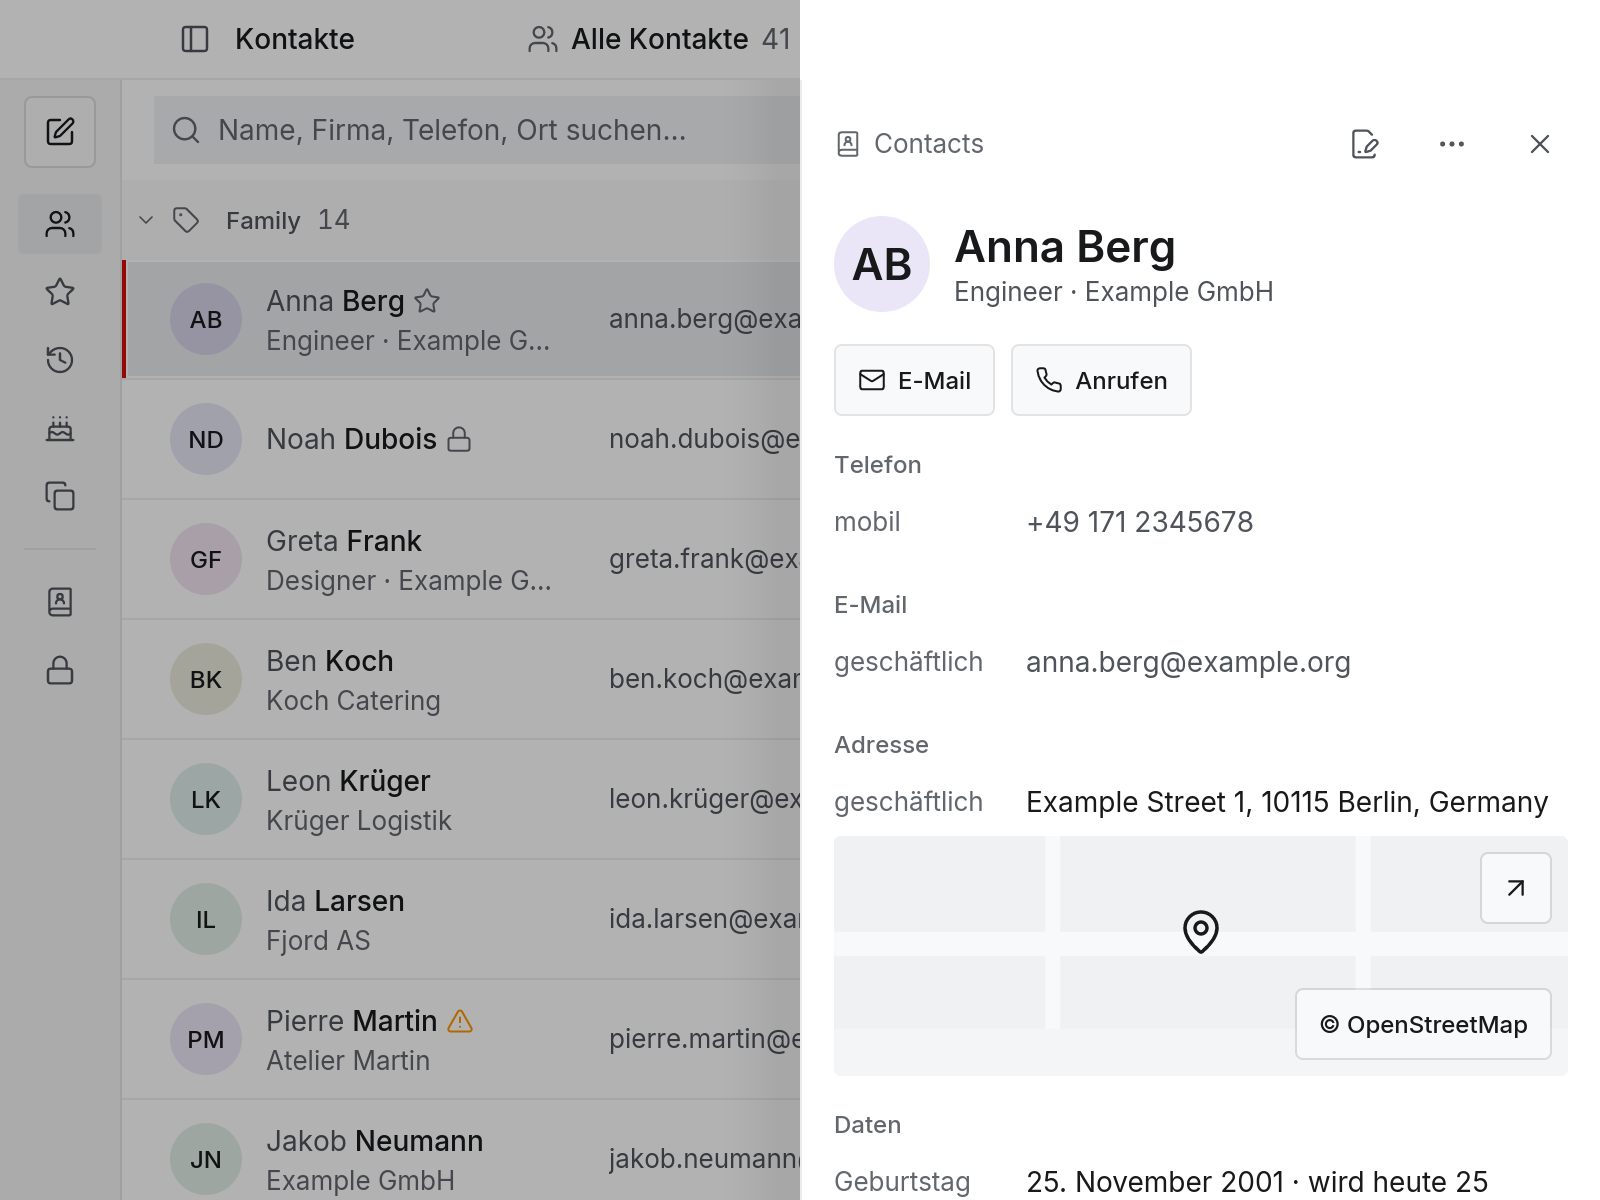 Kontakte
Alle Kontakte 41
Name, Firma, Telefon, Ort suchen...
Family 14
AB
Anna Berg
Engineer · Example G...
anna.berg@exa
ND
Noah Dubois
noah.dubois@e
GF
Greta Frank
Designer · Example G...
greta.frank@ex
BK
Ben Koch
Koch Catering
ben.koch@exar
LK
Leon Krüger
Krüger Logistik
leon.krüger@ex
IL
Ida Larsen
Fjord AS
ida.larsen@exa
PM
Pierre Martin
Atelier Martin
pierre.martin@e
JN
Jakob Neumann
Example GmbH
jakob.neumann
Contacts
AB
Anna Berg
Engineer · Example GmbH
E-Mail
Anrufen
Telefon
mobil +49 171 2345678
E-Mail
geschäftlich anna.berg@example.org
Adresse
geschäftlich Example Street 1, 10115 Berlin, Germany
© OpenStreetMap
Daten
Geburtstag 25. November 2001 · wird heute 25